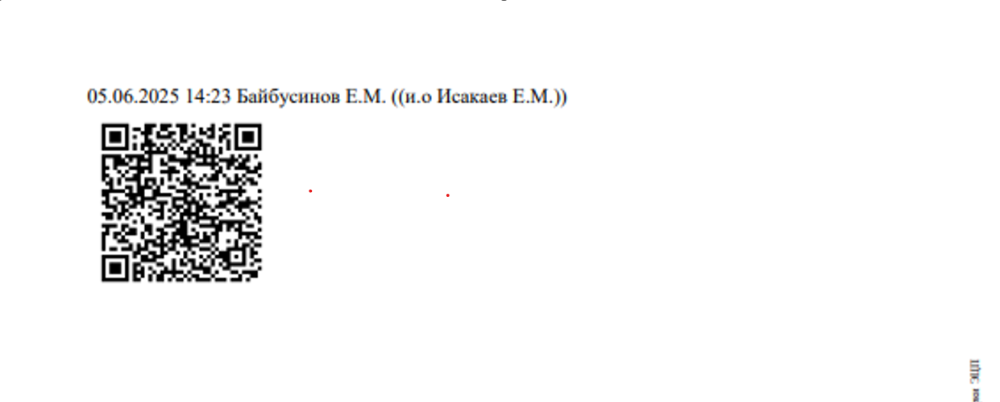 05.06.2025 14:23 Байбусинов Е.М. ((и.о Исакаев Е.М.))